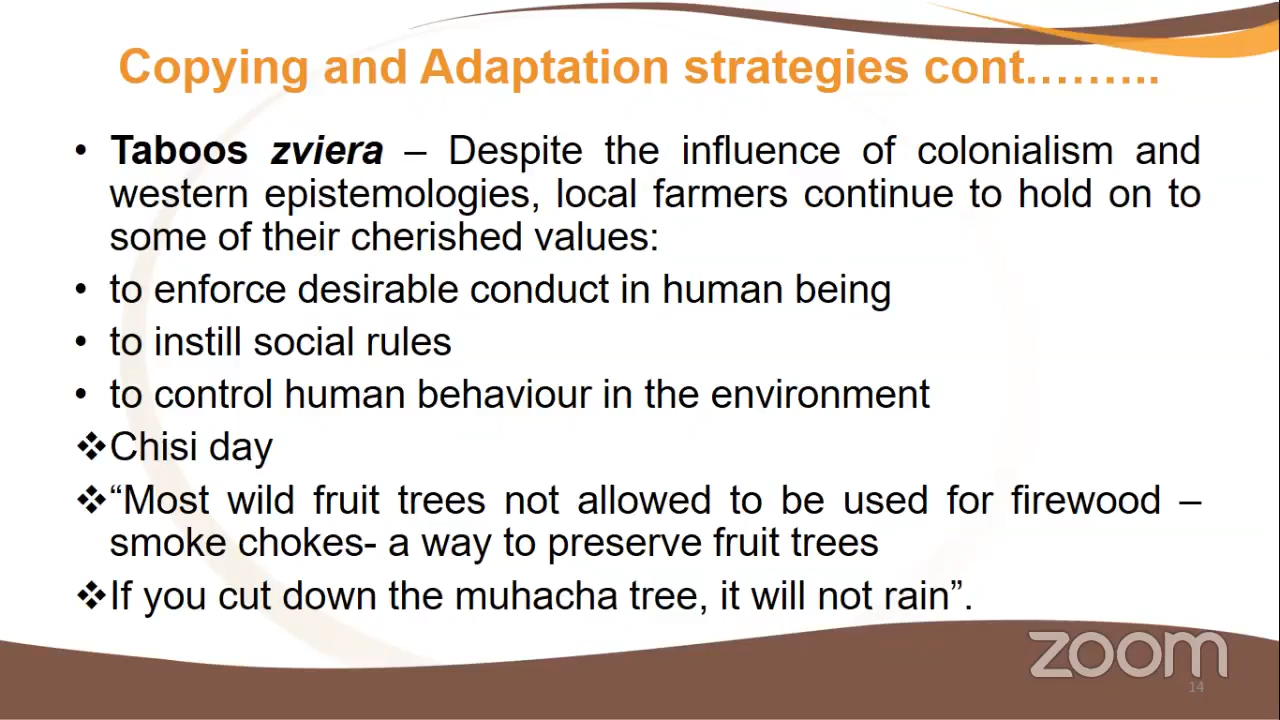 Copying and Adaptation strategies cont………..
• Taboos zviera – Despite the influence of colonialism and
western epistemologies, local farmers continue to hold on to
some of their cherished values:
• to enforce desirable conduct in human being
• to instill social rules
• to control human behaviour in the environment
❖Chisi day
❖“Most wild fruit trees not allowed to be used for firewood –
smoke chokes- a way to preserve fruit trees
❖If you cut down the muhacha tree, it will not rain”.
zoom
14